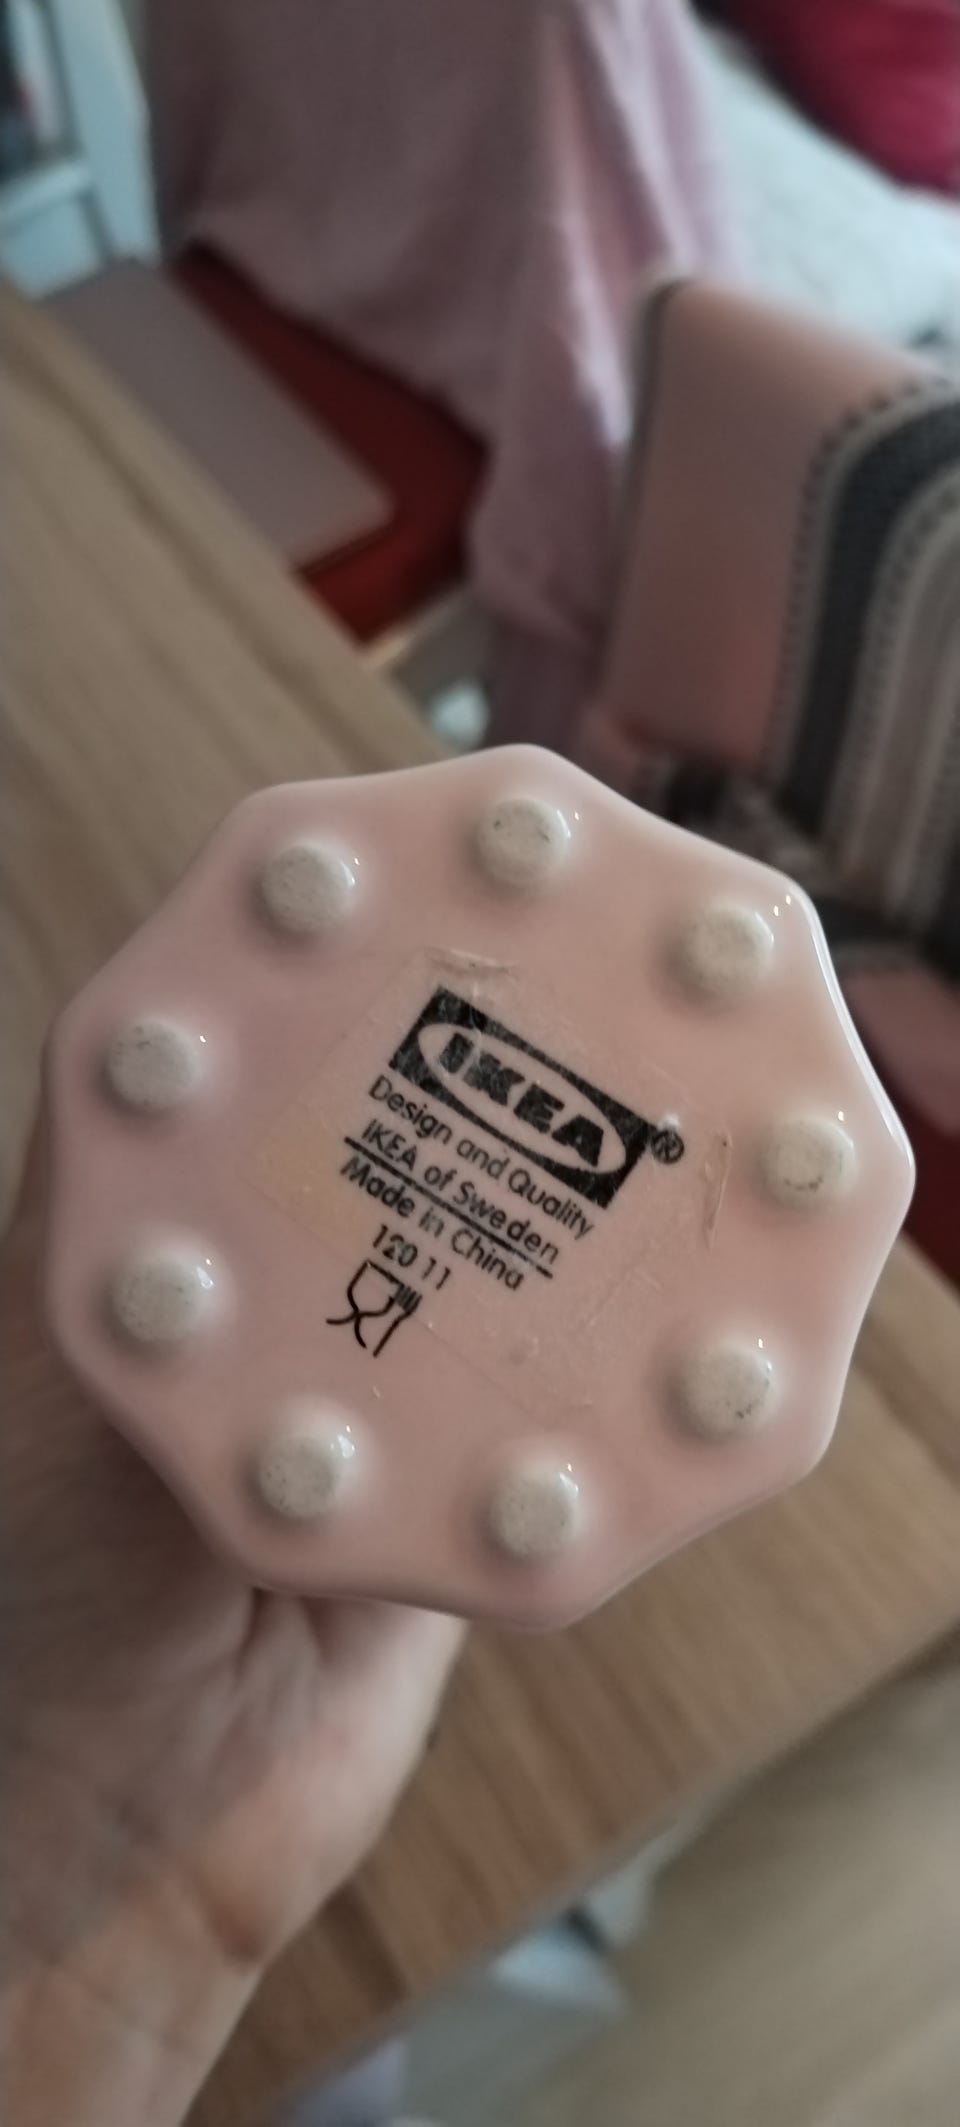 IKEA®
Design and Quality
IKEA of Sweden
Made in China
120 11